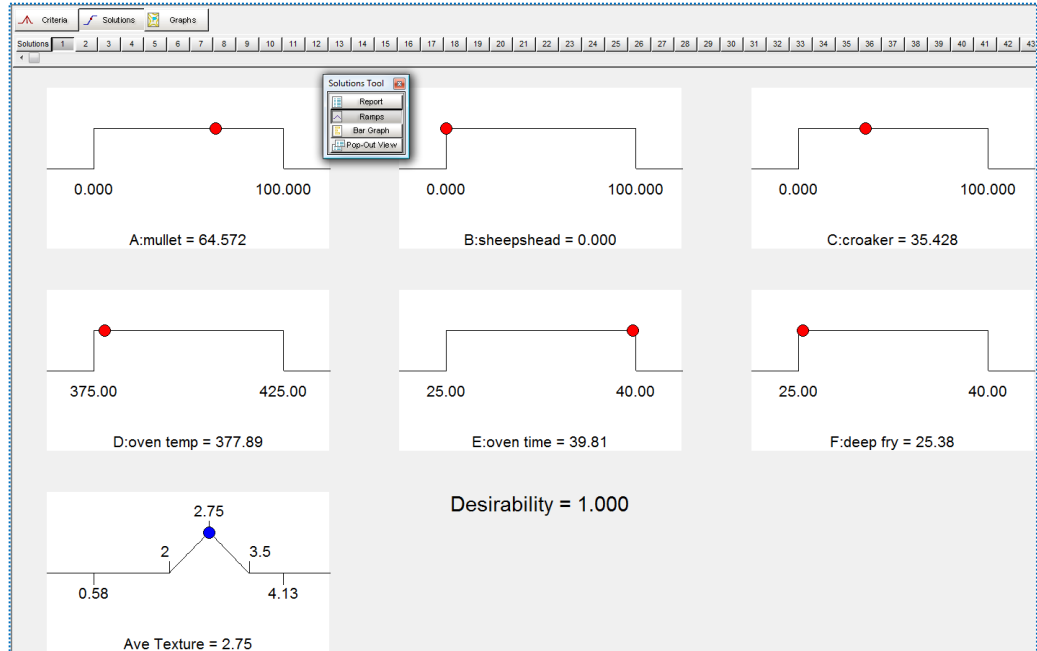 Criteria Solutions Graphs
Solutions 1 2 3 4 5 6 7 8 9 10 11 12 13 14 15 16 17 18 19 20 21 22 23 24 25 26 27 28 29 30 31 32 33 34 35 36 37 38 39 40 41 42 43
Solutions Tool
Report
Ramps
Bar Graph
Pop-Out View
0.000 100.000
A:mullet = 64.572
0.000 100.000
B:sheepshead = 0.000
0.000 100.000
C:croaker = 35.428
375.00 425.00
D:oven temp = 377.89
25.00 40.00
E:oven time = 39.81
25.00 40.00
F:deep fry = 25.38
2.75
2 3.5
0.58 4.13
Ave Texture = 2.75
Desirability = 1.000